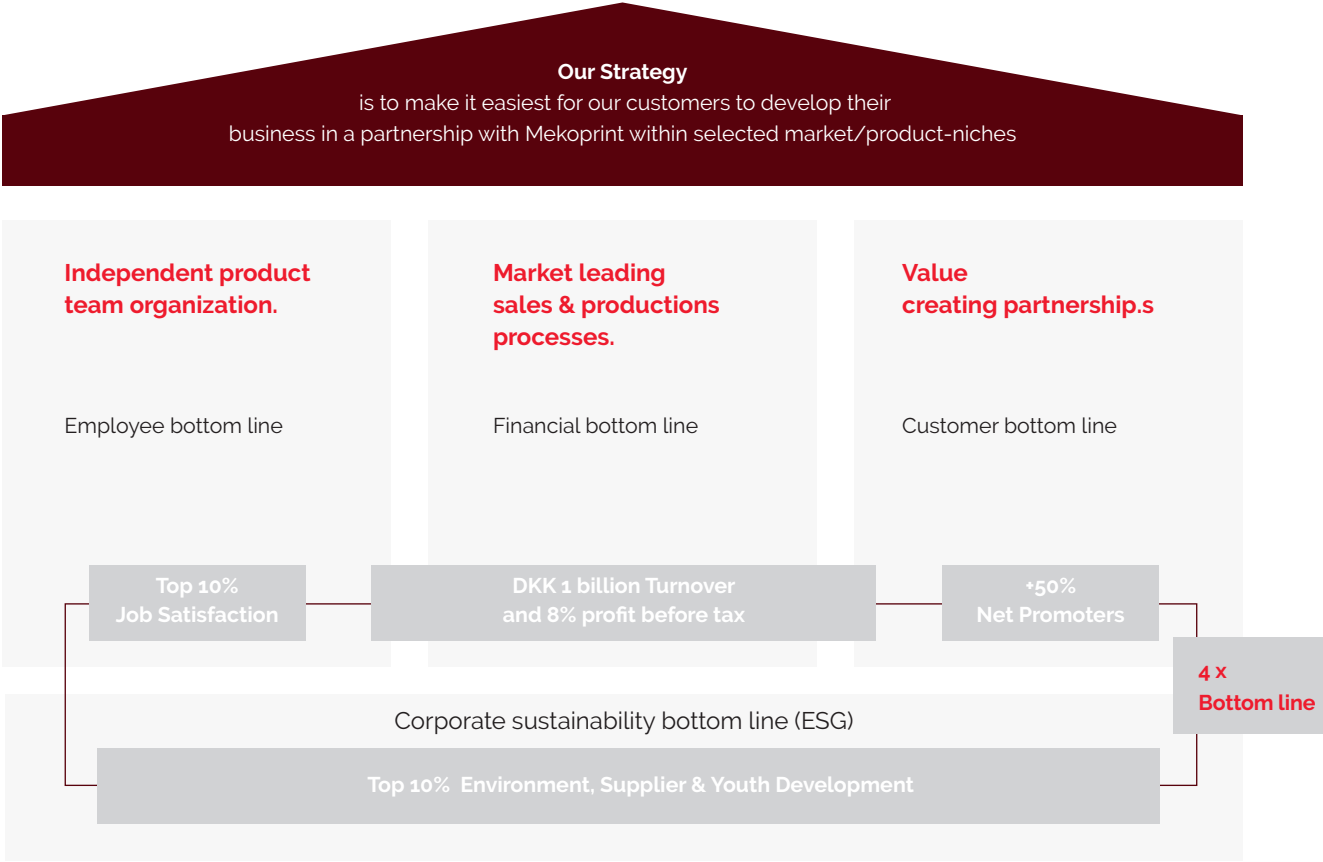 Our Strategy
is to make it easiest for our customers to develop their
business in a partnership with Mekoprint within selected market/product-niches
Independent product
team organization.
Employee bottom line
Market leading
sales & productions
processes.
Financial bottom line
Value
creating partnership.s
Customer bottom line
Top 10%
Job Satisfaction
DKK 1 billion Turnover
and 8% profit before tax
+50%
Net Promoters
4 x
Bottom line
Corporate sustainability bottom line (ESG)
Top 10%  Environment, Supplier & Youth Development